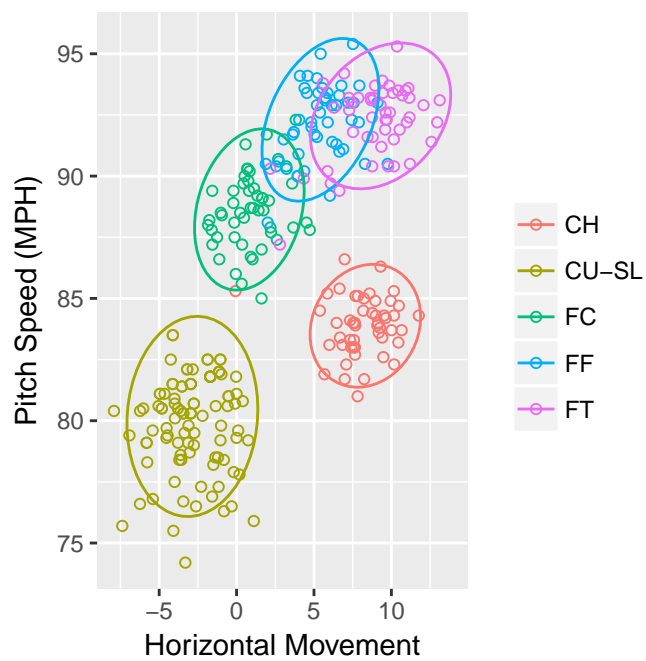 95
90
85
80
75
Pitch Speed (MPH)
−5
0
5
10
Horizontal Movement
CH
CU−SL
FC
FF
FT